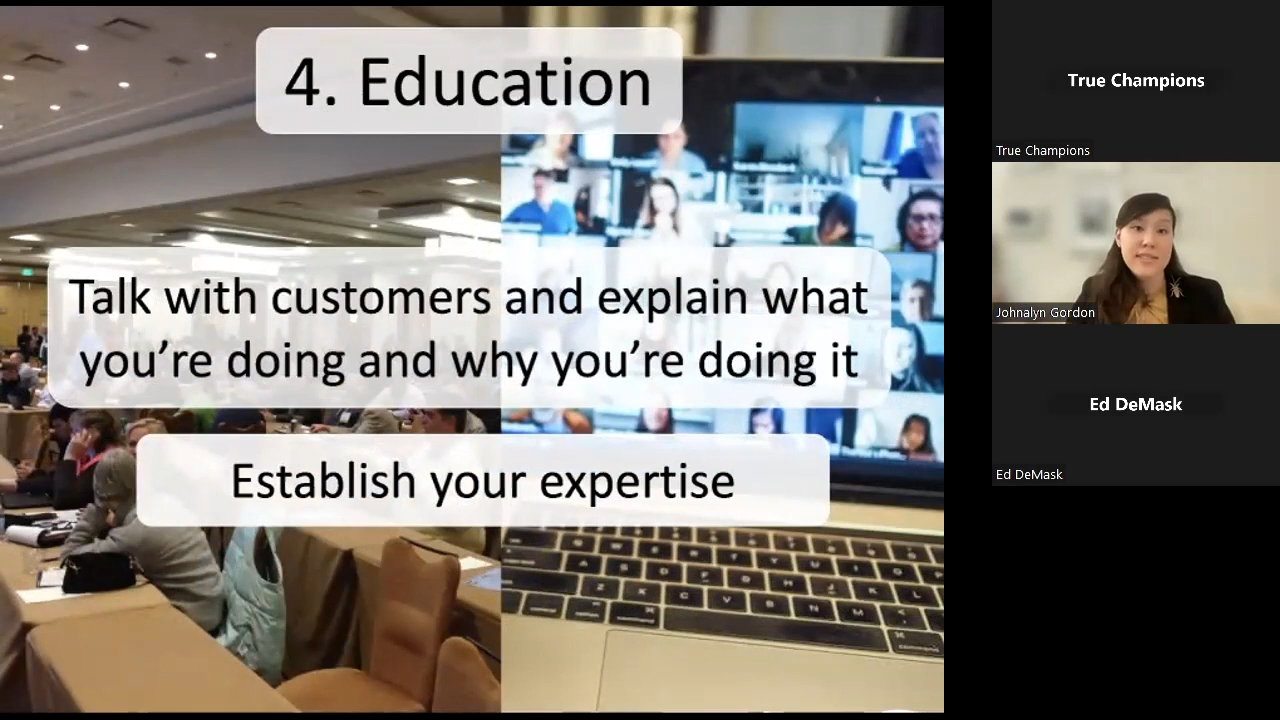 4. Education
Talk with customers and explain what
you’re doing and why you’re doing it
Establish your expertise
True Champions
True Champions
Johnalyn Gordon
Ed DeMask
Ed DeMask